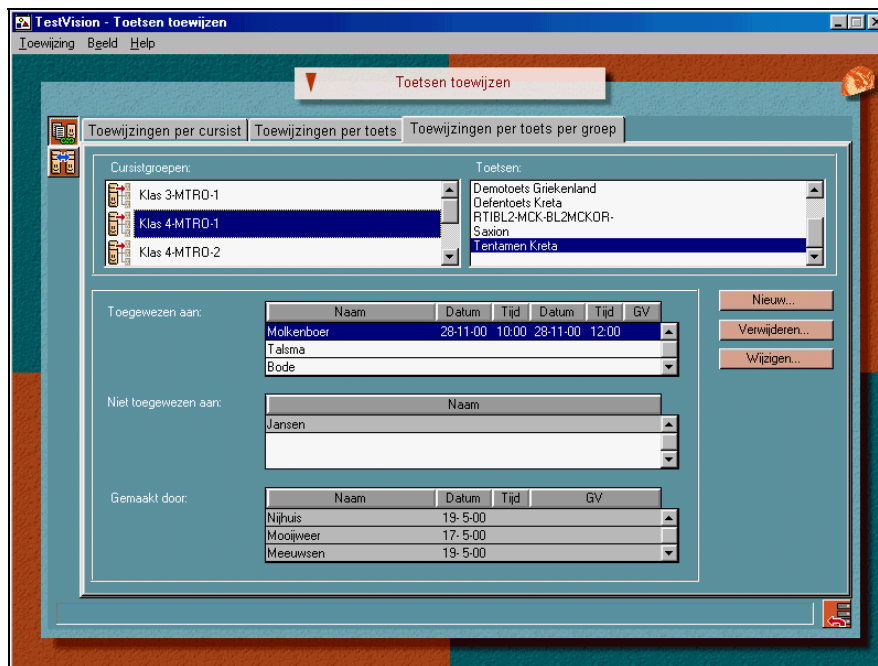 TestVision - Toetsen toewijzen
Toewijzing Beeld Help
Toetsen toewijzen
Toewijzingen per cursist Toewijzingen per toets Toewijzingen per toets per groep
Cursistgroepen:
Klas 3-MTRO-1
Klas 4-MTRO-1
Klas 4-MTRO-2
Toetsen:
Demotoets Griekenland
Oefentoets Kreta
RTIBL2-MCK-BL2MCKOR-
Saxion
Tentamen Kreta
Toegewezen aan:
Naam Datum Tijd Datum Tijd GV
Molkenboer 28-11-00 10:00 28-11-00 12:00
Talsma
Bode
Nieuw...
Verwijderen...
Wijzigen...
Niet toegewezen aan:
Naam
Jansen
Gemaakt door:
Naam Datum Tijd GV
Nijhuis 19- 5-00
Mooijweer 17- 5-00
Meeuwsen 19- 5-00